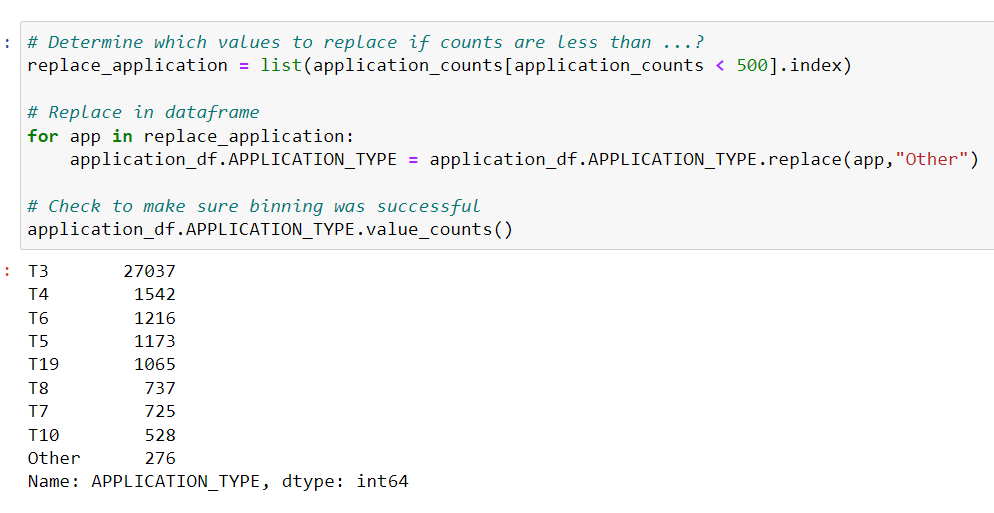 : # Determine which values to replace if counts are less than ...?
replace_application = list(application_counts[application_counts < 500].index)
# Replace in dataframe
for app in replace_application:
    application_df.APPLICATION_TYPE = application_df.APPLICATION_TYPE.replace(app,"Other")
# Check to make sure binning was successful
application_df.APPLICATION_TYPE.value_counts()
: T3       27037
T4        1542
T6        1216
T5        1173
T19       1065
T8         737
T7         725
T10        528
Other      276
Name: APPLICATION_TYPE, dtype: int64